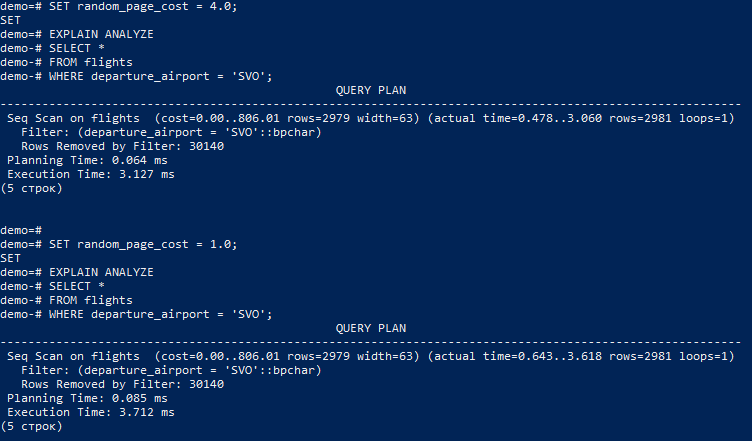 demo=# SET random_page_cost = 4.0;
SET
demo=# EXPLAIN ANALYZE
demo-# SELECT *
demo-# FROM flights
demo-# WHERE departure_airport = 'SVO';
QUERY PLAN
----------------------------------------------------------------------------------------------------------
Seq Scan on flights  (cost=0.00..806.01 rows=2979 width=63) (actual time=0.478..3.060 rows=2981 loops=1)
Filter: (departure_airport = 'SVO'::bpchar)
Rows Removed by Filter: 30140
Planning Time: 0.064 ms
Execution Time: 3.127 ms
(5 строк)
demo=#
demo=# SET random_page_cost = 1.0;
SET
demo=# EXPLAIN ANALYZE
demo-# SELECT *
demo-# FROM flights
demo-# WHERE departure_airport = 'SVO';
QUERY PLAN
----------------------------------------------------------------------------------------------------------
Seq Scan on flights  (cost=0.00..806.01 rows=2979 width=63) (actual time=0.643..3.618 rows=2981 loops=1)
Filter: (departure_airport = 'SVO'::bpchar)
Rows Removed by Filter: 30140
Planning Time: 0.085 ms
Execution Time: 3.712 ms
(5 строк)